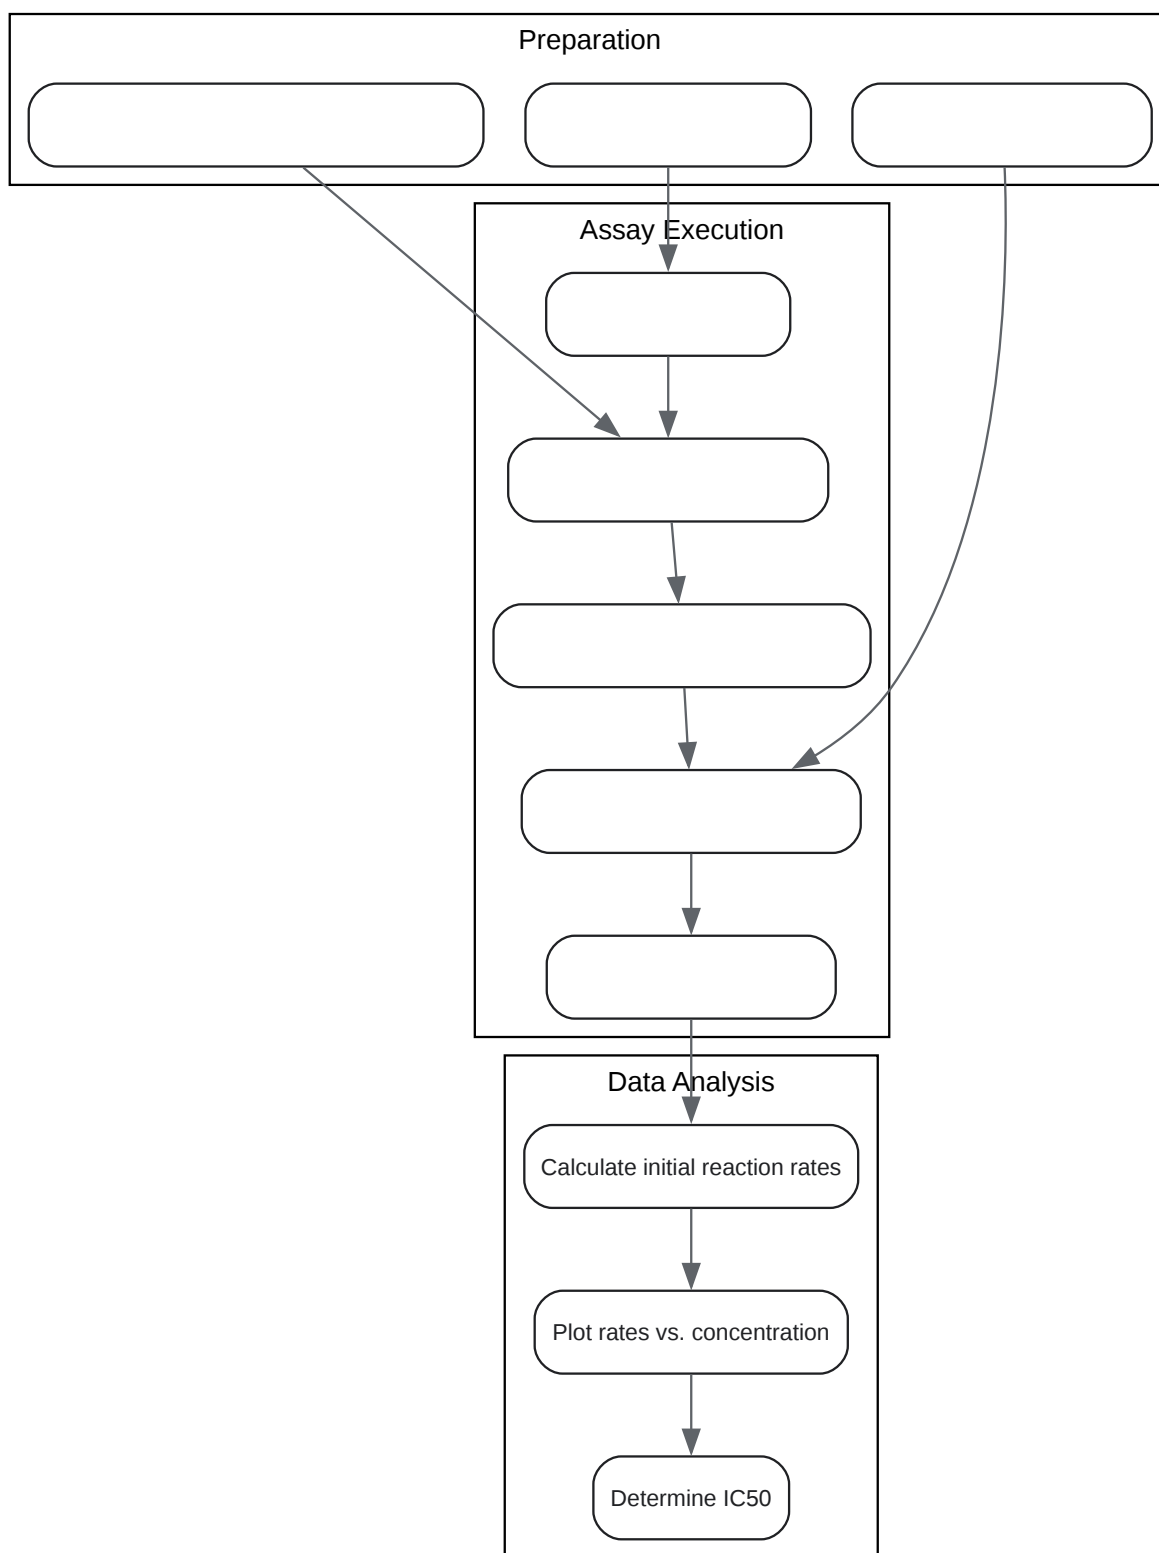 Preparation
Assay Execution
Data Analysis
Calculate initial reaction rates
Plot rates vs. concentration
Determine IC50